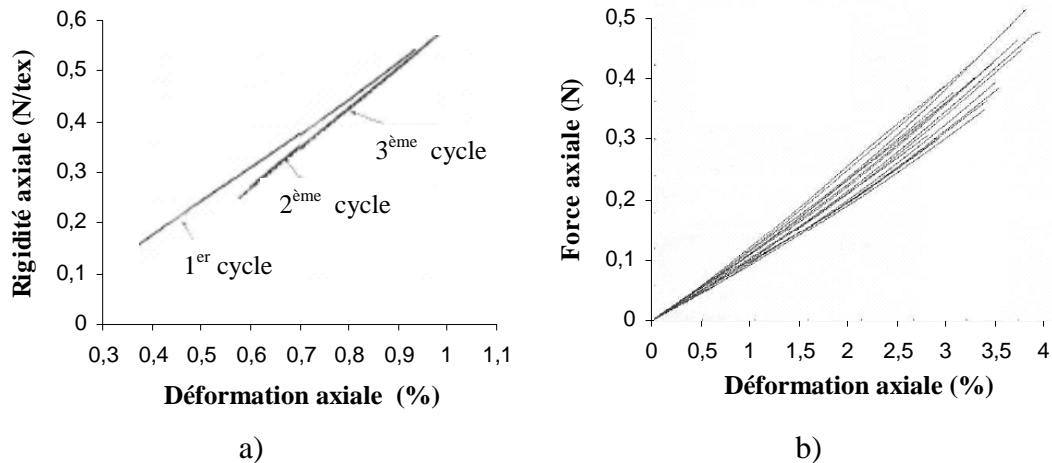 Rigidité axiale (N/tex)
0,6
0,5
0,4
0,3
0,2
0,1
0
0,3 0,4 0,5 0,6 0,7 0,8 0,9 1 1,1
Déformation axiale (%)
1er cycle
2ème cycle
3ème cycle
a)
Force axiale (N)
0,5
0,4
0,3
0,2
0,1
0
0 0,5 1 1,5 2 2,5 3 3,5 4
Déformation axiale (%)
b)